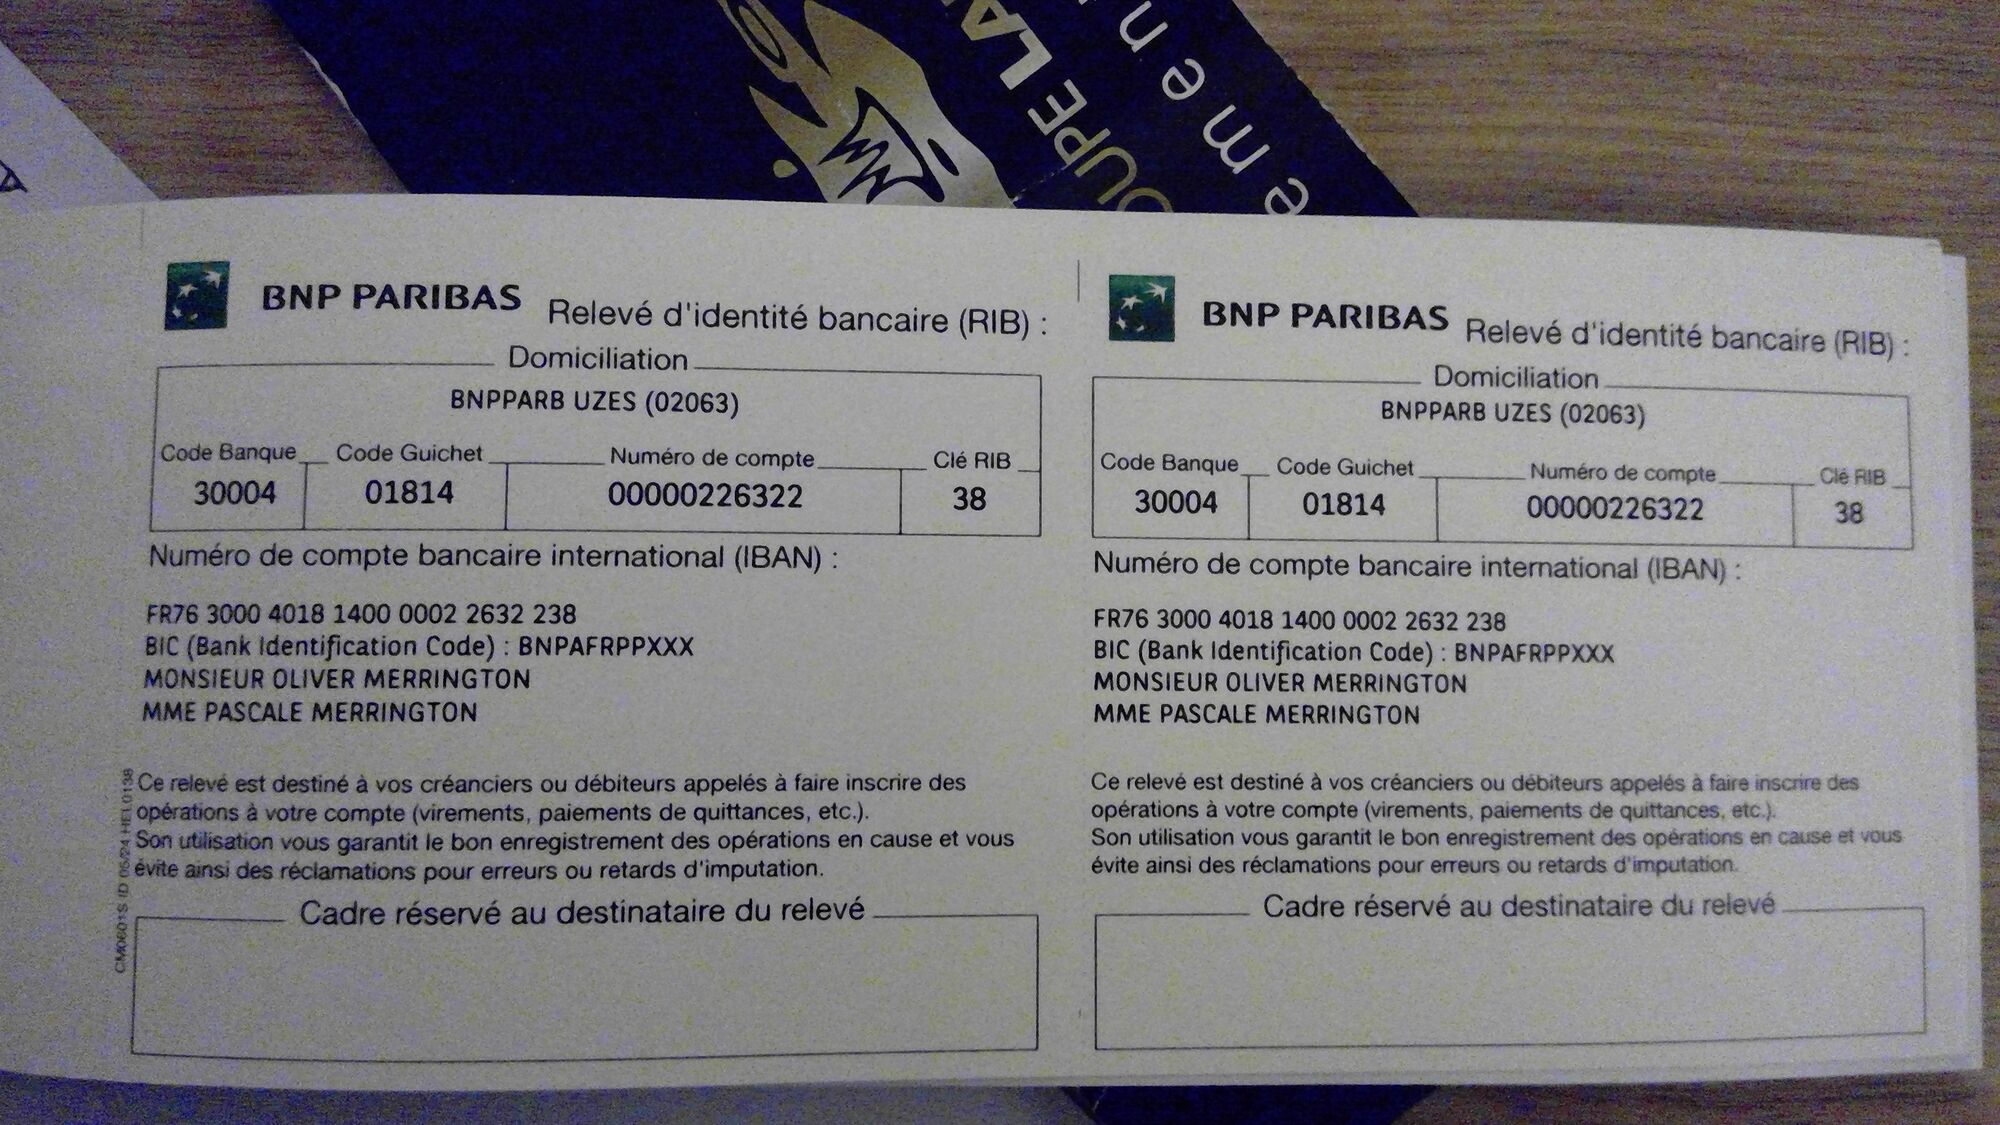 OUPE LA
emen
BNP PARIBAS Relevé d'identité bancaire (RIB) :
Domiciliation
BNPPARB UZES (02063)
Code Banque Code Guichet Numéro de compte Clé RIB
30004 01814 00000226322 38
Numéro de compte bancaire international (IBAN) :
FR76 3000 4018 1400 0002 2632 238
BIC (Bank Identification Code) : BNPAFRPPXXX
MONSIEUR OLIVER MERRINGTON
MME PASCALE MERRINGTON
Ce relevé est destiné à vos créanciers ou débiteurs appelés à faire inscrire des
opérations à votre compte (virements, paiements de quittances, etc.).
Son utilisation vous garantit le bon enregistrement des opérations en cause et vous
évite ainsi des réclamations pour erreurs ou retards d'imputation.
Cadre réservé au destinataire du relevé
BNP PARIBAS Relevé d'identité bancaire (RIB) :
Domiciliation
BNPPARB UZES (02063)
Code Banque Code Guichet Numéro de compte Clé RIB
30004 01814 00000226322 38
Numéro de compte bancaire international (IBAN) :
FR76 3000 4018 1400 0002 2632 238
BIC (Bank Identification Code) : BNPAFRPPXXX
MONSIEUR OLIVER MERRINGTON
MME PASCALE MERRINGTON
Ce relevé est destiné à vos créanciers ou débiteurs appelés à faire inscrire des
opérations à votre compte (virements, paiements de quittances, etc.).
Son utilisation vous garantit le bon enregistrement des opérations en cause et vous
évite ainsi des réclamations pour erreurs ou retards d'imputation.
Cadre réservé au destinataire du relevé